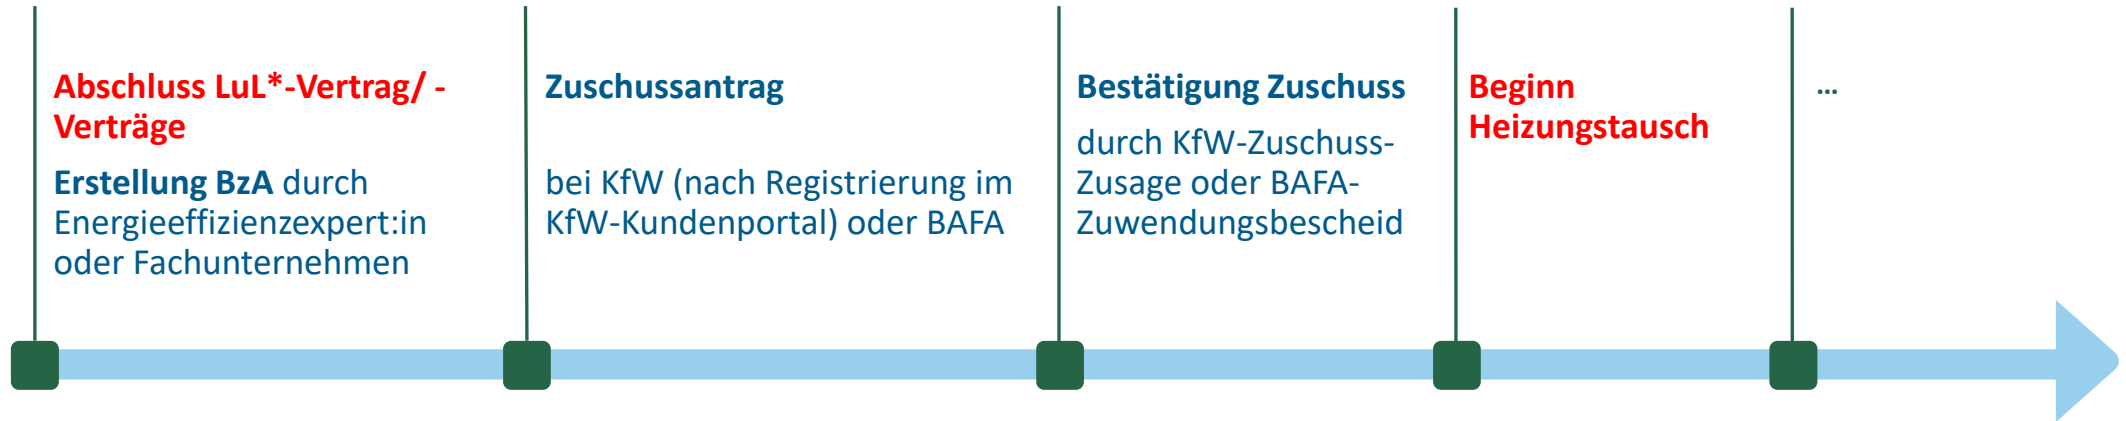 Abschluss LuL*-Vertrag/ -
Verträge
Erstellung BzA durch
Energieeffizienzexpert:in
oder Fachunternehmen
Zuschussantrag
bei KfW (nach Registrierung im
KfW-Kundenportal) oder BAFA
Bestätigung Zuschuss
durch KfW-Zuschuss-
Zusage oder BAFA-
Zuwendungsbescheid
Beginn
Heizungstausch
…